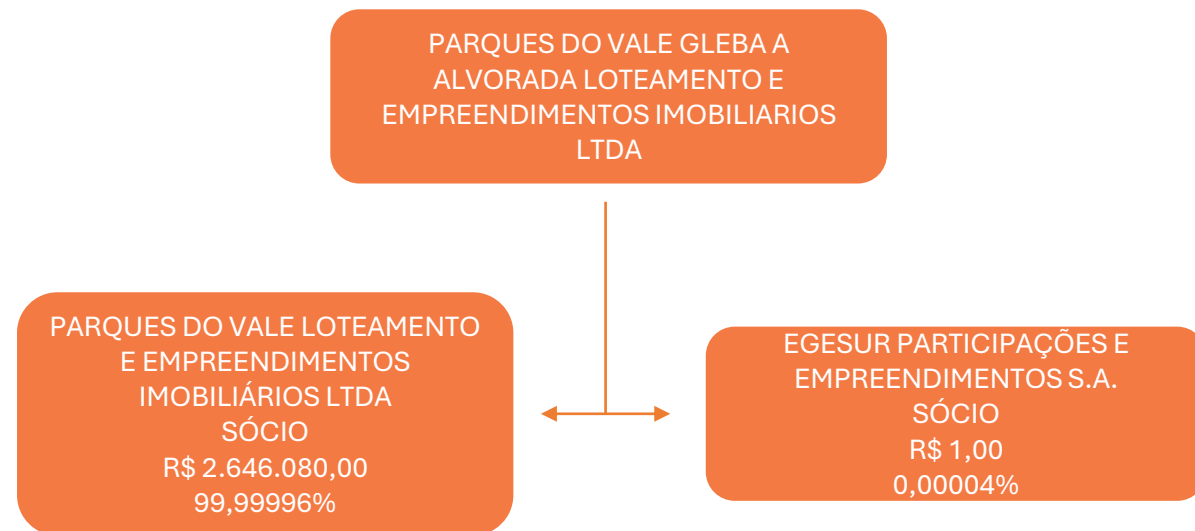 PARQUES DO VALE GLEBA A
ALVORADA LOTEAMENTO E
EMPREENDIMENTOS IMOBILIARIOS
LTDA
PARQUES DO VALE LOTEAMENTO
E EMPREENDIMENTOS
IMOBILIÁRIOS LTDA
SÓCIO
R$ 2.646.080,00
99,99996%
EGESUR PARTICIPAÇÕES E
EMPREENDIMENTOS S.A.
SÓCIO
R$ 1,00
0,00004%